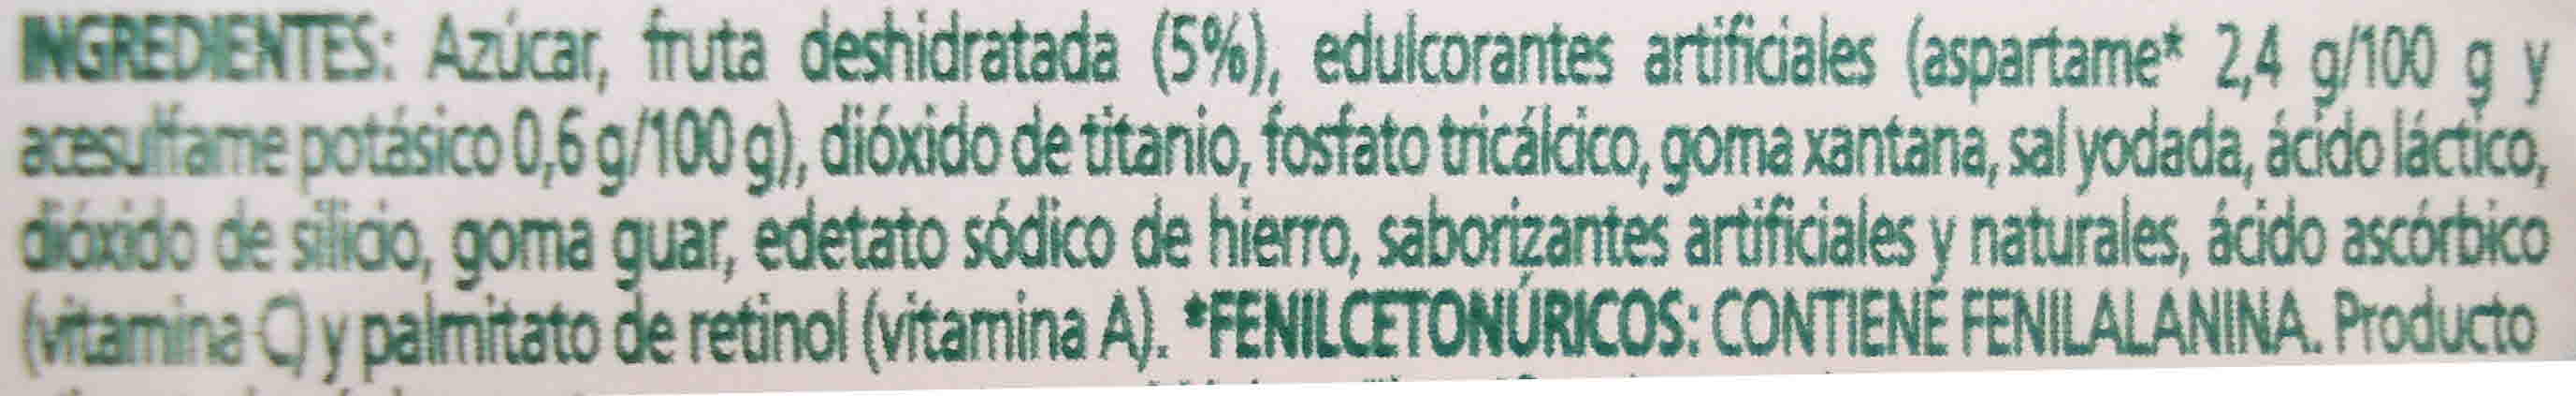 INGREDIENTES: Azúcar, fruta deshidratada (5%), edulcorantes artificiales (aspartame* 2,4 g/100 g y
acesulfame potásico 0,6 g/100 g), dióxido de titanio, fosfato tricálcico, goma xantana, sal yodada, ácido láctico,
dióxido de silicio, goma guar, edetato sódico de hierro, saborizantes artificiales y naturales, ácido ascórbico
(vitamina C) y palmitato de retinol (vitamina A). *FENILCETONÚRICOS: CONTIENE FENILALANINA. Producto